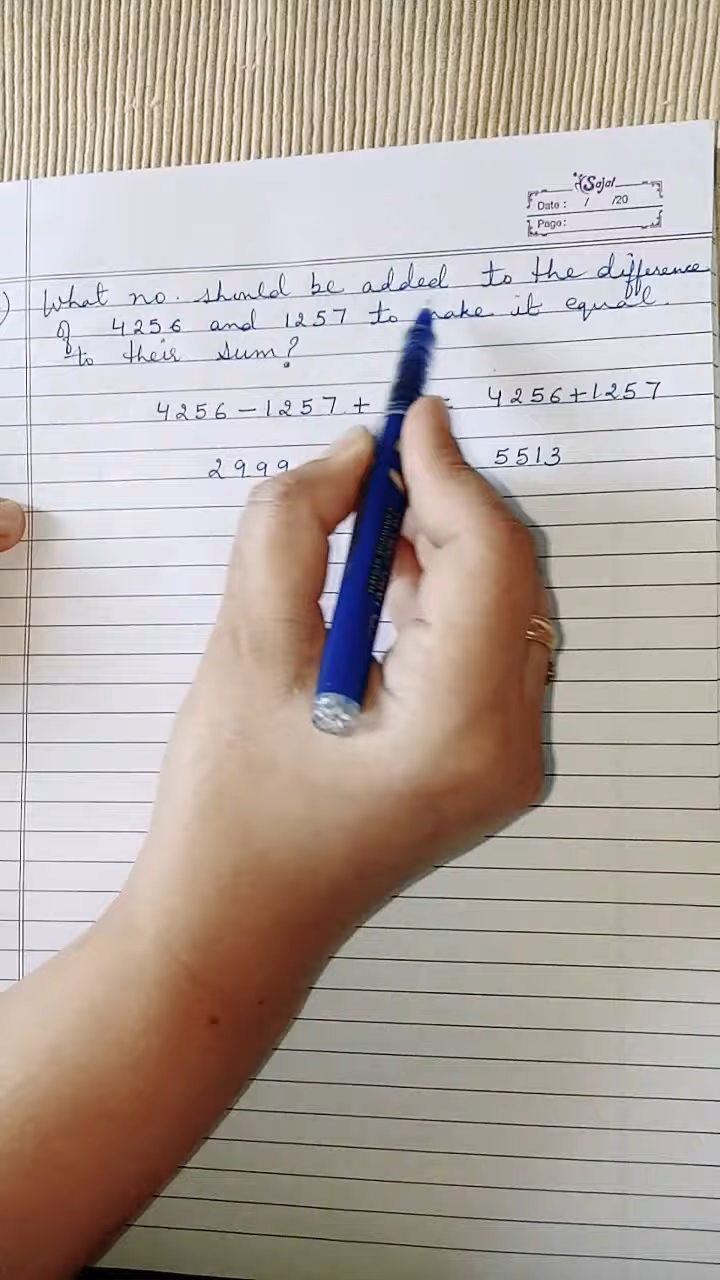 Sajal
Date : / /20
Page:
What no. should be added to the difference
of 4256 and 1257 to make it equal
to their sum?
4256 - 1257 + = 4256 + 1257
2999 5513